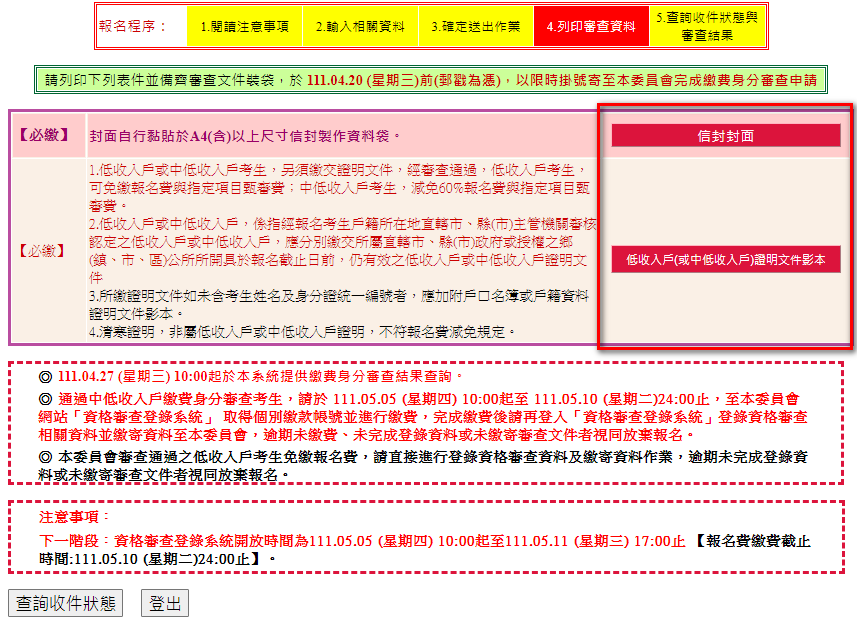 報名程序：
1.閱讀注意事項
2.輸入相關資料
3.確定送出作業
4.列印審查資料
5.查詢收件狀態與
審查結果
請列印下列表件並備齊審查文件裝袋，於 111.04.20 (星期三)前(郵戳為憑)，以限時掛號寄至本委員會完成繳費身分審查申請
【必繳】
封面自行黏貼於A4(含)以上尺寸信封製作資料袋。
信封封面
【必繳】
1.低收入戶或中低收入戶考生，另須繳交證明文件，經審查通過，低收入戶考生，
可免繳報名費與指定項目甄審費；中低收入戶考生，減免60%報名費與指定項目甄
審費。
2.低收入戶或中低收入戶，係指經報名考生戶籍所在地直轄市、縣(市)主管機關審核
認定之低收入戶或中低收入戶，應分別繳交所屬直轄市、縣(市)政府或授權之鄉
(鎮、市、區)公所所開具於報名截止日前，仍有效之低收入戶或中低收入戶證明文
件
3.所繳證明文件如未含考生姓名及身分證統一編號者，應加附戶口名簿或戶籍資料
證明文件影本。
4.清寒證明，非屬低收入戶或中低收入戶證明，不符報名費減免規定。
低收入戶(或中低收入戶)證明文件影本
◎ 111.04.27 (星期三) 10:00起於本系統提供繳費身分審查結果查詢。
◎ 通過中低收入戶繳費身分審查考生，請於 111.05.05 (星期四) 10:00起至 111.05.10 (星期二)24:00止，至本委員會
網站「資格審查登錄系統」 取得個別繳款帳號並進行繳費，完成繳費後請再登入「資格審查登錄系統」登錄資格審查
相關資料並繳寄資料至本委員會，逾期未繳費、未完成登錄資料或未繳寄審查文件者視同放棄報名。
◎ 本委員會審查通過之低收入戶考生免繳報名費，請直接進行登錄資格審查資料及繳寄資料作業，逾期未完成登錄資
料或未繳寄審查文件者視同放棄報名。
注意事項：
下一階段：資格審查登錄系統開放時間為111.05.05 (星期四) 10:00起至111.05.11 (星期三) 17:00止 【報名費繳費截止
時間:111.05.10 (星期二)24:00止】。
查詢收件狀態
登出